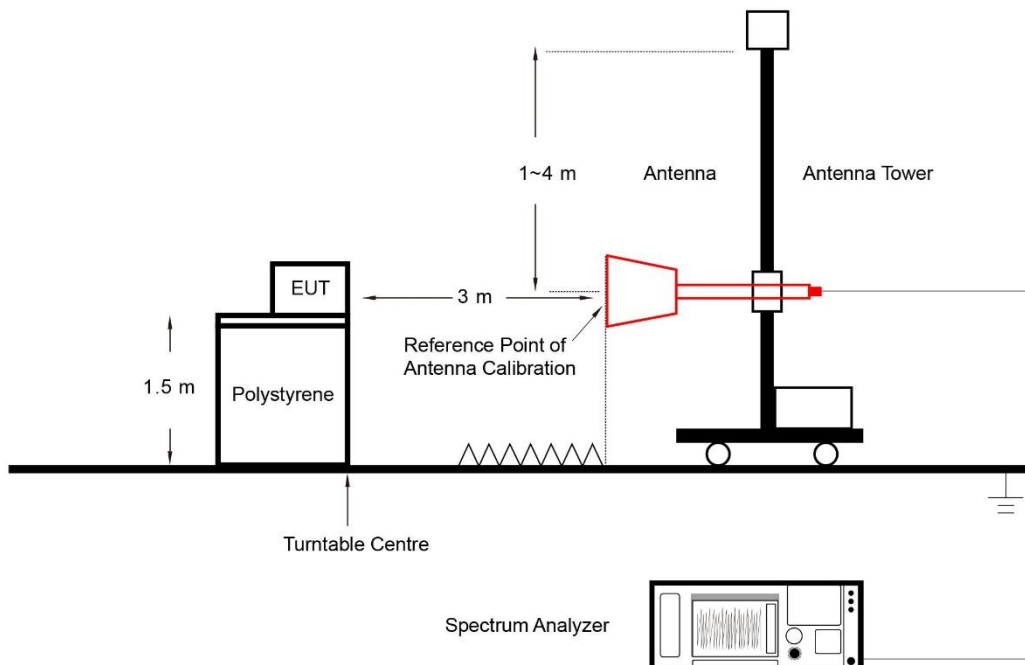 1~4 m
Antenna
Antenna Tower
EUT
3 m
Reference Point of
Antenna Calibration
1.5 m
Polystyrene
Turntable Centre
Spectrum Analyzer